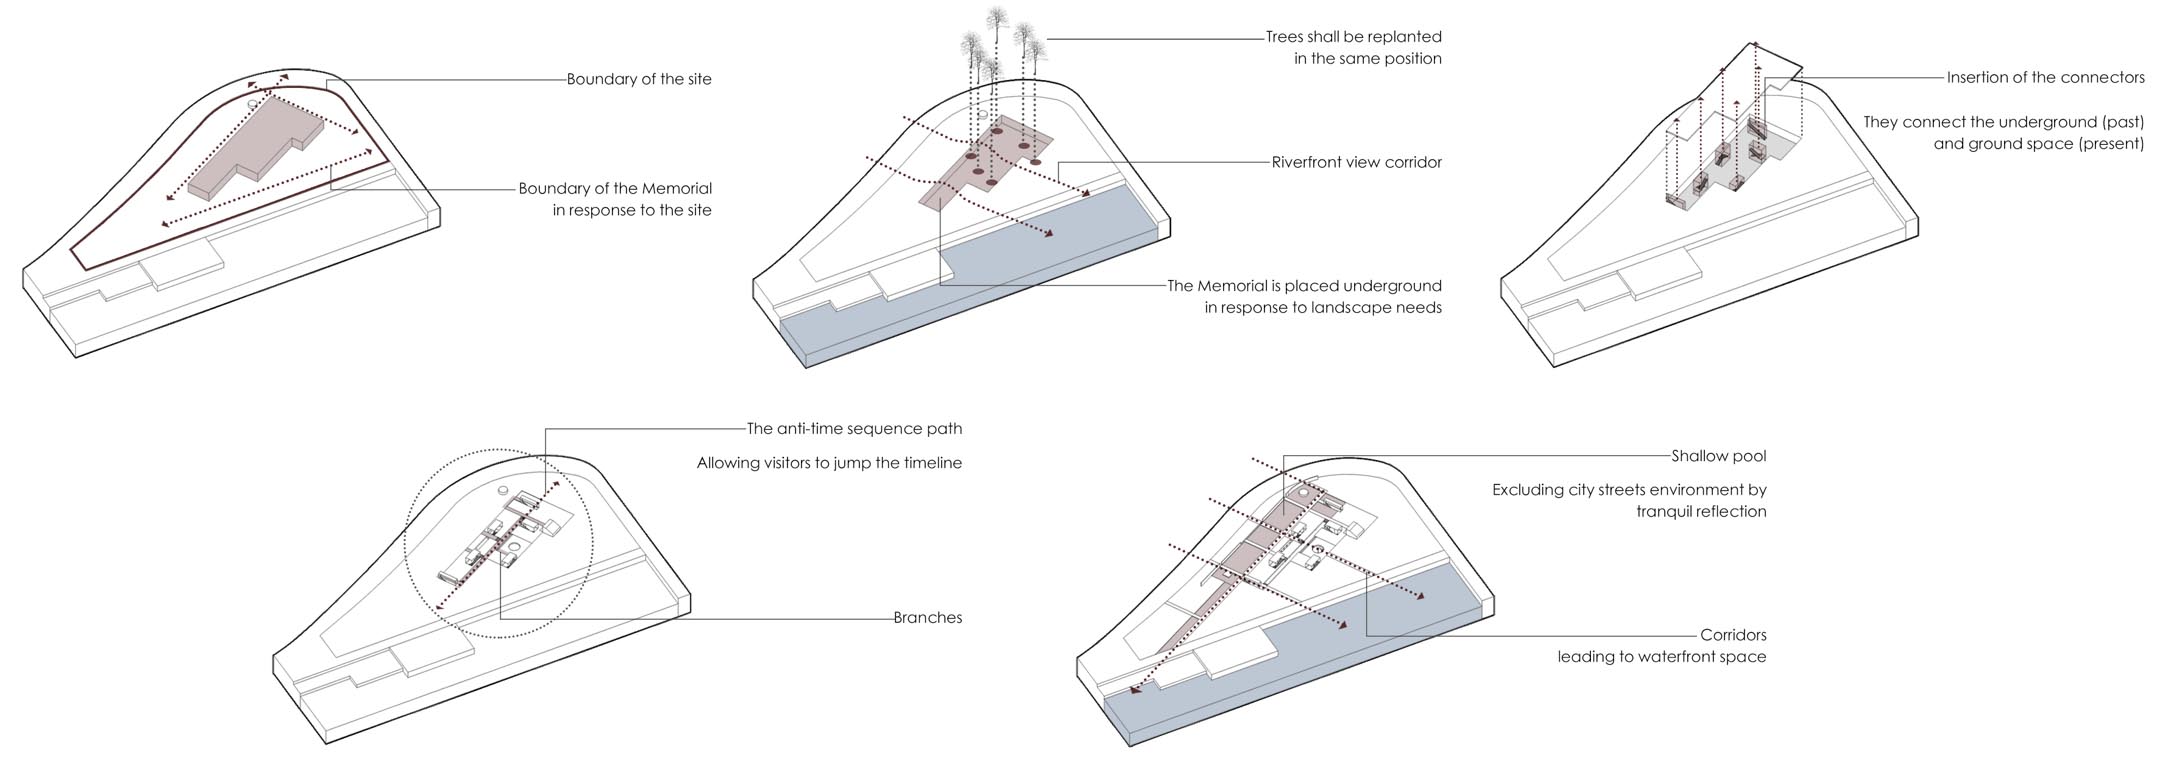 Boundary of the site
Boundary of the Memorial
in response to the site
Trees shall be replanted
in the same position
Riverfront view corridor
The Memorial is placed underground
in response to landscape needs
Insertion of the connectors
They connect the underground (past)
and ground space (present)
The anti-time sequence path
Allowing visitors to jump the timeline
Branches
Shallow pool
Excluding city streets environment by
tranquil reflection
Corridors
leading to waterfront space